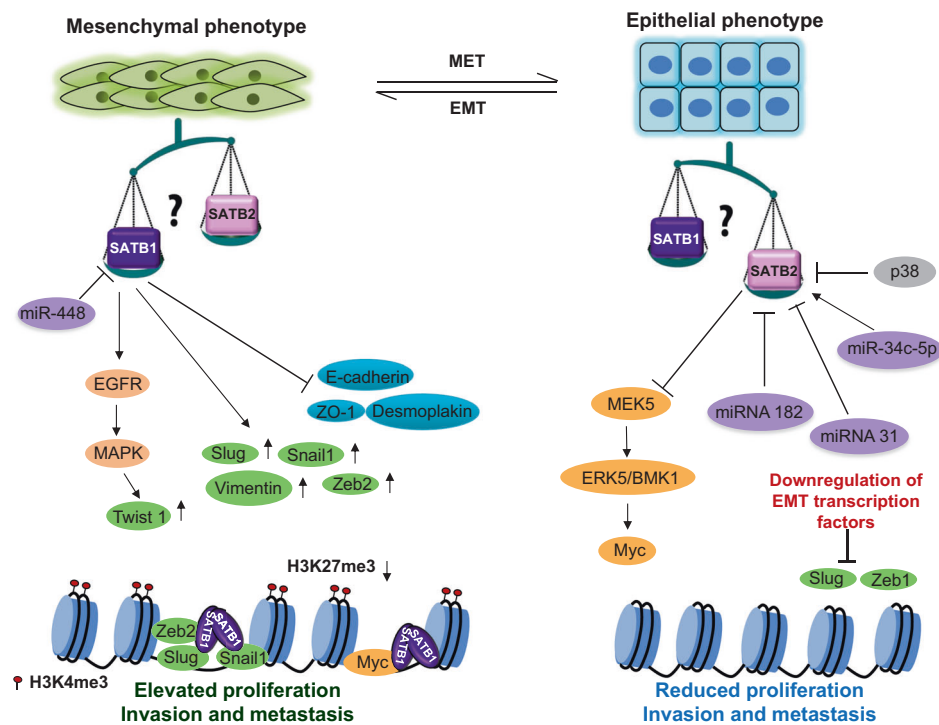 Mesenchymal phenotype
Epithelial phenotype
MET
EMT
?
SATB2
SATB1
miR-448
EGFR
MAPK
Twist 1
E-cadherin
ZO-1
Desmoplakin
Slug
Snail1
Vimentin
Zeb2
?
SATB1
SATB2
p38
miR-34c-5p
MEK5
miRNA 182
miRNA 31
ERK5/BMK1
Myc
Downregulation of
EMT transcription
factors
Slug
Zeb1
H3K27me3
Zeb2
SATB1
SATB1
Slug
Snail1
Myc
SATB1
SATB1
H3K4me3
Elevated proliferation
Invasion and metastasis
Reduced proliferation
Invasion and metastasis